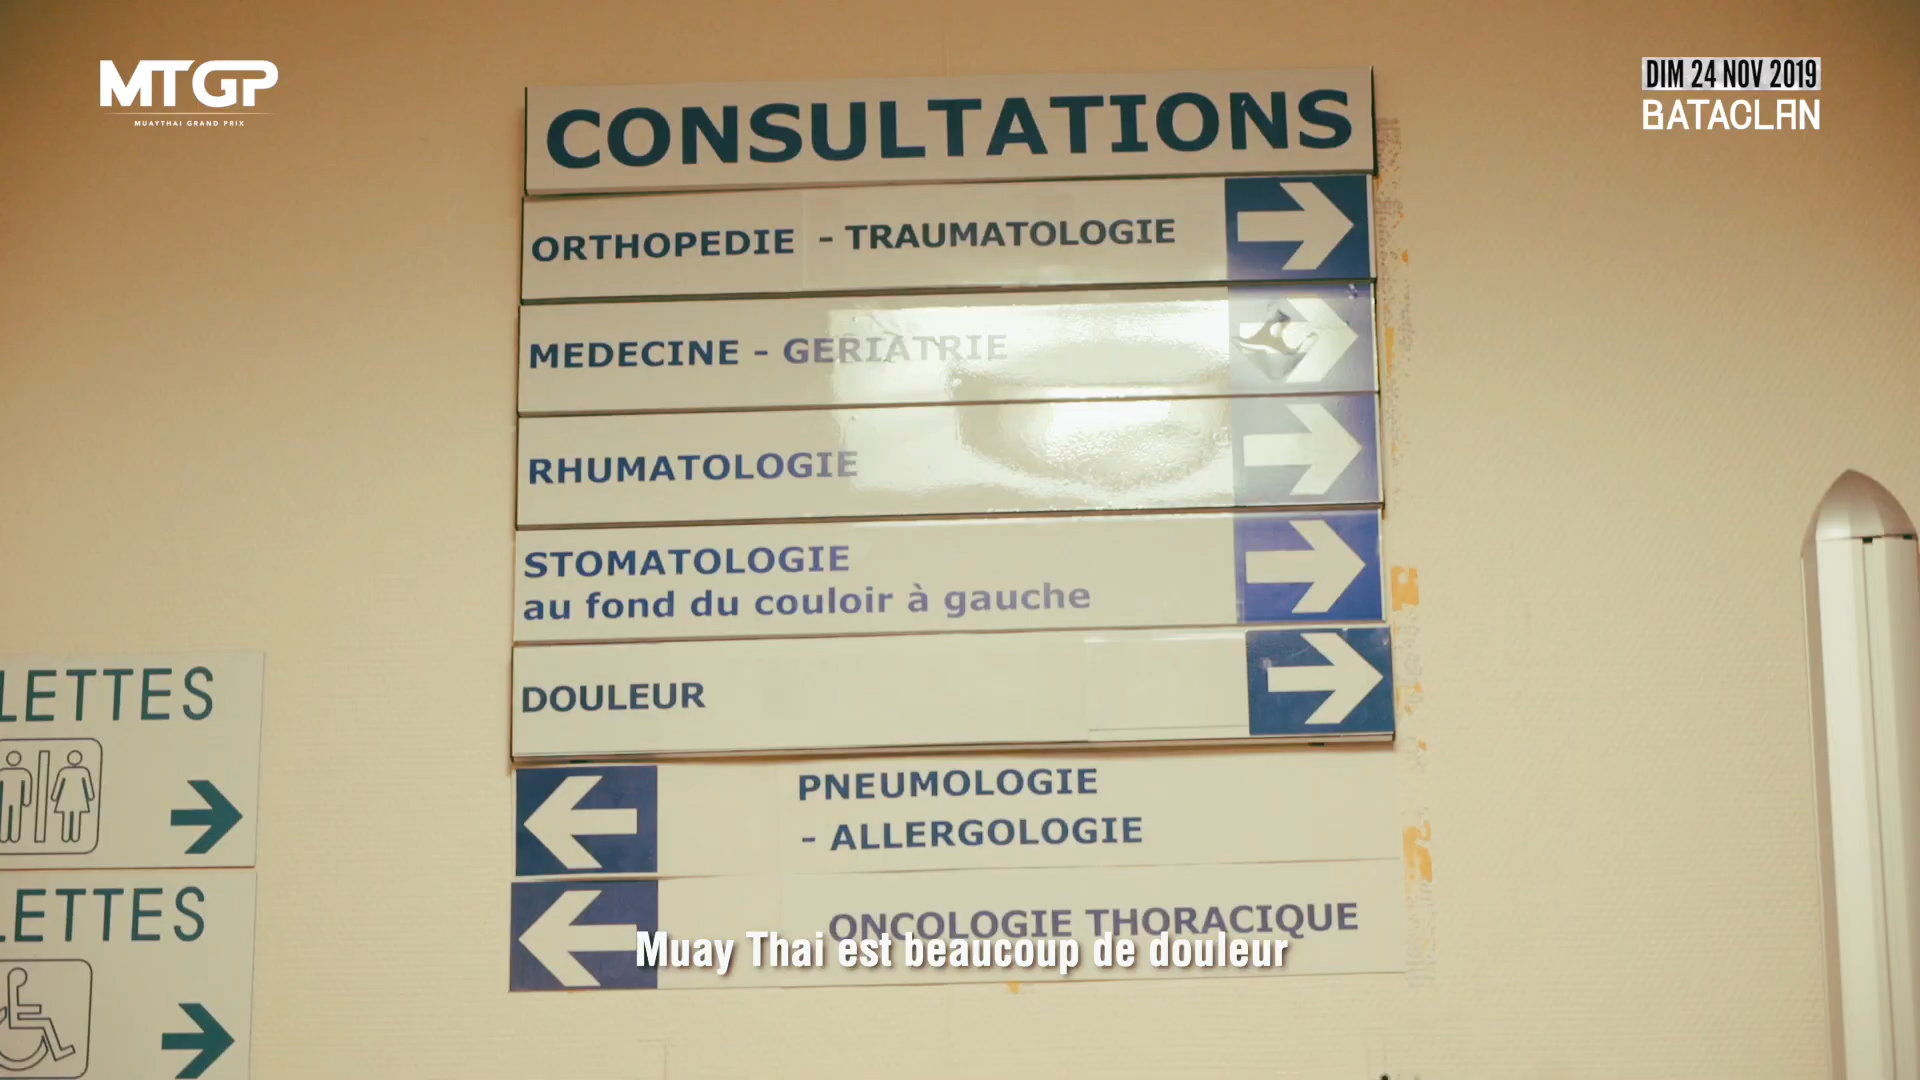 MTGP
MUAYTHAI GRAND PRIX
DIM 24 NOV 2019
BATACLAN
CONSULTATIONS
ORTHOPEDIE - TRAUMATOLOGIE
MEDECINE - GERIATRIE
RHUMATOLOGIE
STOMATOLOGIE
au fond du couloir à gauche
DOULEUR
PNEUMOLOGIE
- ALLERGOLOGIE
ONCOLOGIE THORACIQUE
LETTES
LETTES
Muay Thai est beaucoup de douleur